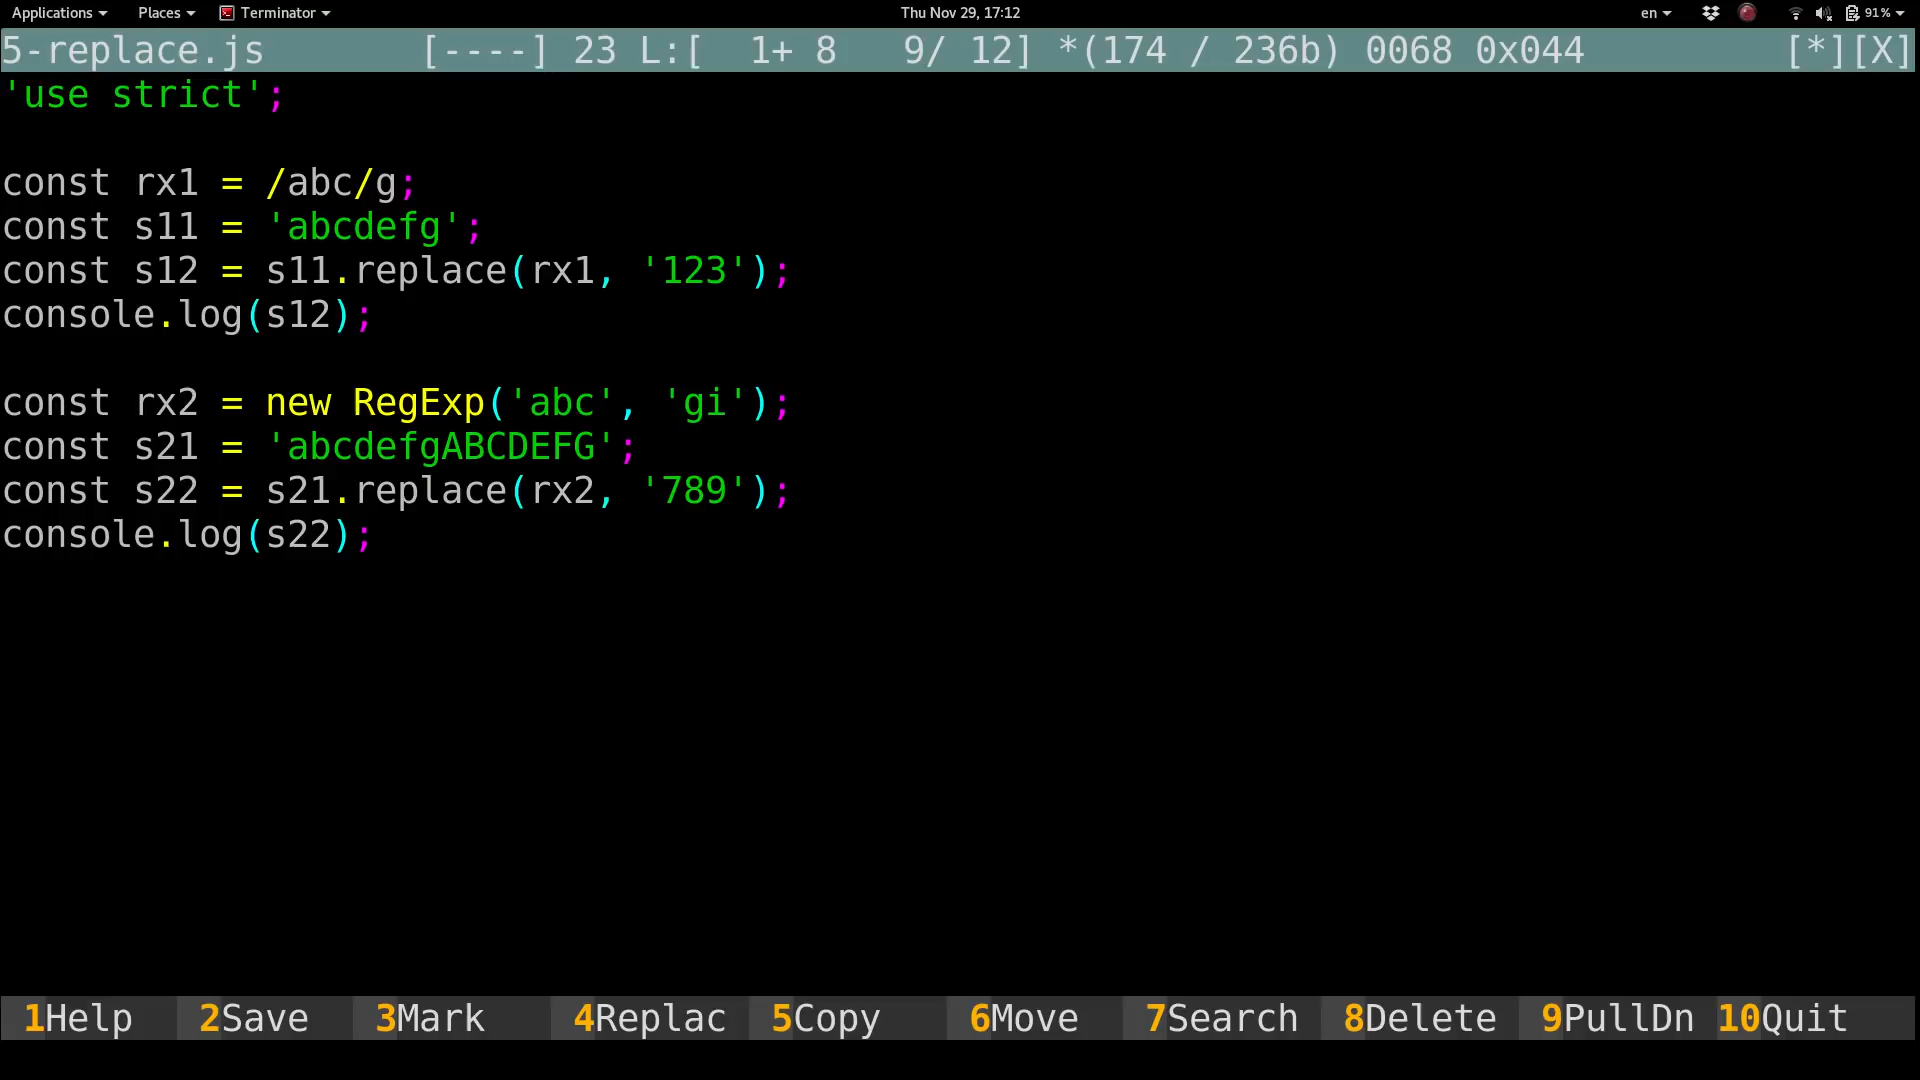 Applications Places Terminator Thu Nov 29, 17:12 en 91%
5-replace.js [----] 23 L:[ 1+ 8 9/ 12] *(174 / 236b) 0068 0x044 [*][X]
'use strict';
const rx1 = /abc/g;
const s11 = 'abcdefg';
const s12 = s11.replace(rx1, '123');
console.log(s12);
const rx2 = new RegExp('abc', 'gi');
const s21 = 'abcdefgABCDEFG';
const s22 = s21.replace(rx2, '789');
console.log(s22);
1Help 2Save 3Mark 4Replac 5Copy 6Move 7Search 8Delete 9PullDn 10Quit